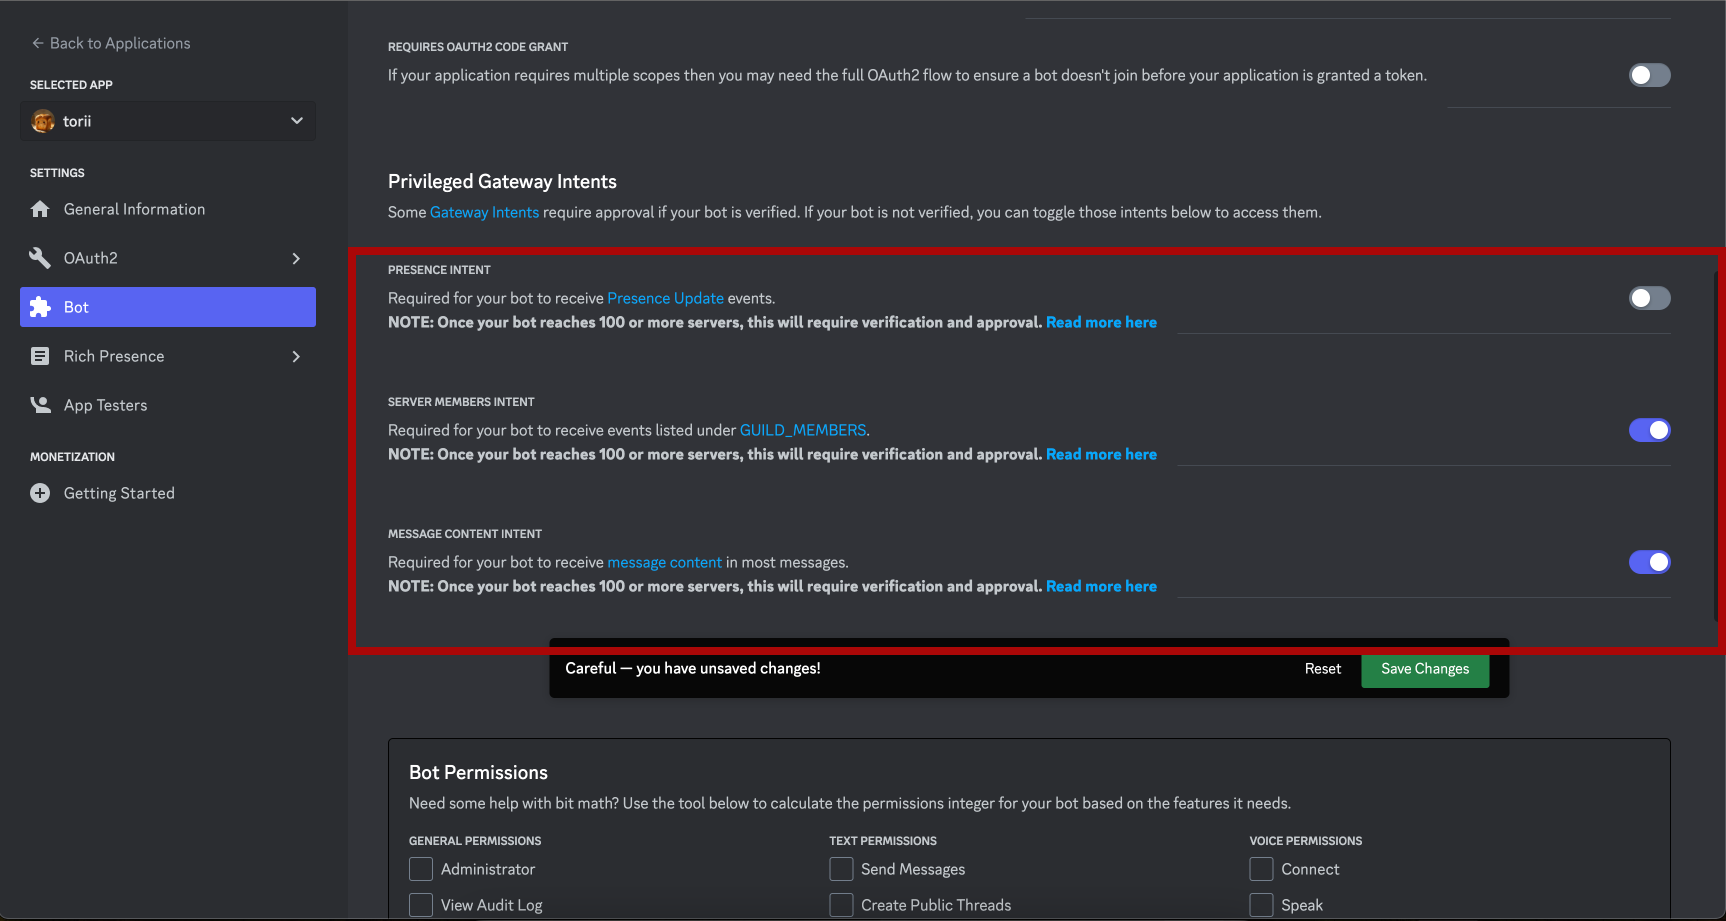 Back to Applications
SELECTED APP
torii
SETTINGS
General Information
OAuth2
Bot
Rich Presence
App Testers
MONETIZATION
Getting Started
REQUIRES OAUTH2 CODE GRANT
If your application requires multiple scopes then you may need the full OAuth2 flow to ensure a bot doesn't join before your application is granted a token.
Privileged Gateway Intents
Some Gateway Intents require approval if your bot is verified. If your bot is not verified, you can toggle those intents below to access them.
PRESENCE INTENT
Required for your bot to receive Presence Update events.
NOTE: Once your bot reaches 100 or more servers, this will require verification and approval. Read more here
SERVER MEMBERS INTENT
Required for your bot to receive events listed under GUILD_MEMBERS.
NOTE: Once your bot reaches 100 or more servers, this will require verification and approval. Read more here
MESSAGE CONTENT INTENT
Required for your bot to receive message content in most messages.
NOTE: Once your bot reaches 100 or more servers, this will require verification and approval. Read more here
Careful — you have unsaved changes!
Reset
Save Changes
Bot Permissions
Need some help with bit math? Use the tool below to calculate the permissions integer for your bot based on the features it needs.
GENERAL PERMISSIONS
Administrator
View Audit Log
TEXT PERMISSIONS
Send Messages
Create Public Threads
VOICE PERMISSIONS
Connect
Speak